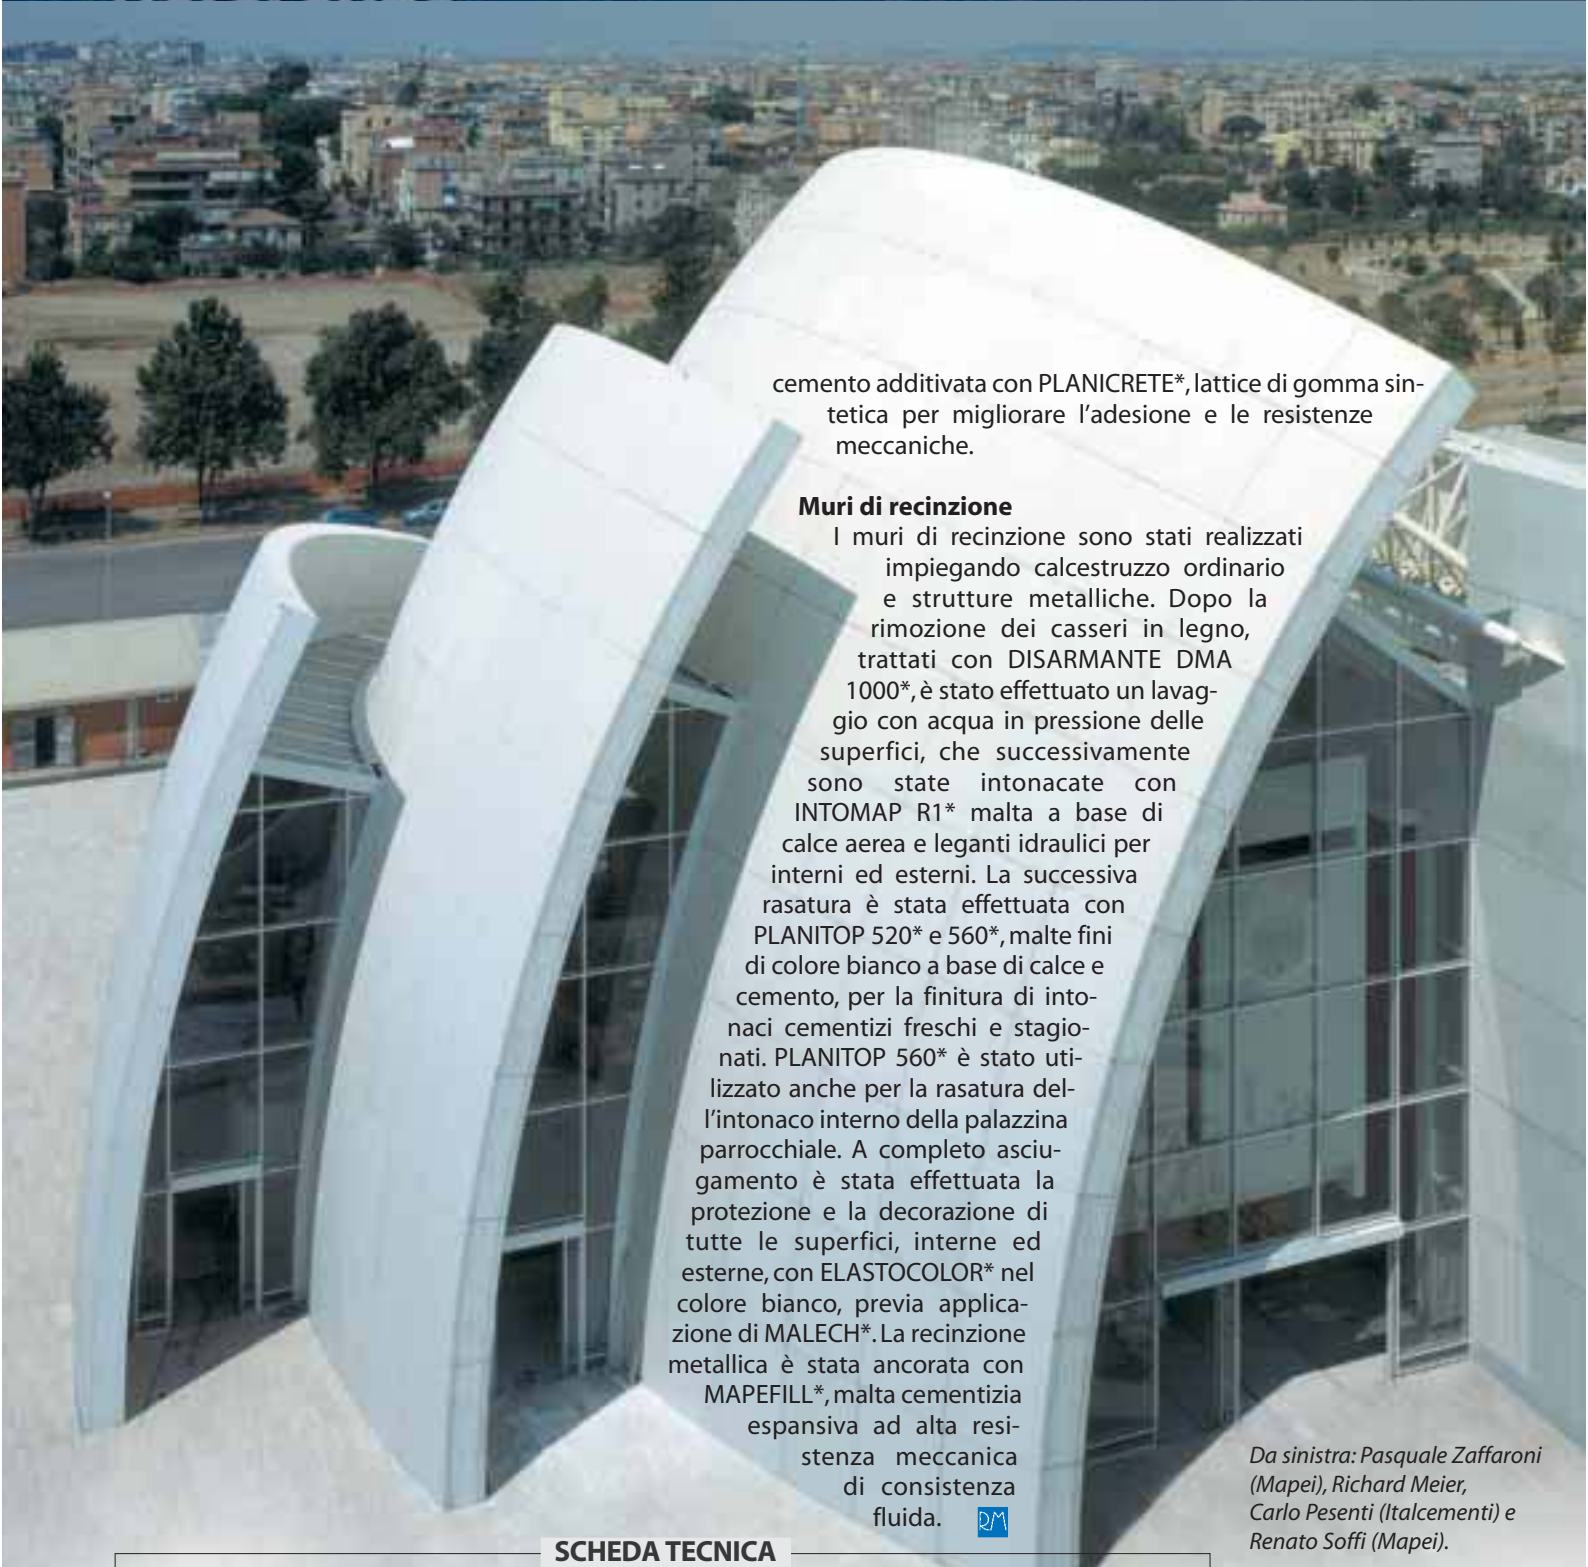 cemento additivata con PLANICRETE*, lattice di gomma sin-
tetica per migliorare l'adesione e le resistenze
meccaniche.
Muri di recinzione
I muri di recinzione sono stati realizzati
impiegando calcestruzzo ordinario
e strutture metalliche. Dopo la
rimozione dei casseri in legno,
trattati con DISARMANTE DMA
1000*, è stato effettuato un lavag-
gio con acqua in pressione delle
superfici, che successivamente
sono state intonacate con
INTOMAP R1* malta a base di
calce aerea e leganti idraulici per
interni ed esterni. La successiva
rasatura è stata effettuata con
PLANITOP 520* e 560*, malte fini
di colore bianco a base di calce e
cemento, per la finitura di into-
naci cementizi freschi e stagio-
nati. PLANITOP 560* è stato uti-
lizzato anche per la rasatura del-
l'intonaco interno della palazzina
parrocchiale. A completo asciu-
gamento è stata effettuata la
protezione e la decorazione di
tutte le superfici, interne ed
esterne, con ELASTOCOLOR* nel
colore bianco, previa applica-
zione di MALECH*. La recinzione
metallica è stata ancorata con
MAPEFILL*, malta cementizia
espansiva ad alta resi-
stenza meccanica
di consistenza
fluida. RM
Da sinistra: Pasquale Zaffaroni
(Mapei), Richard Meier,
Carlo Pesenti (Italcementi) e
Renato Soffi (Mapei).
SCHEDA TECNICA